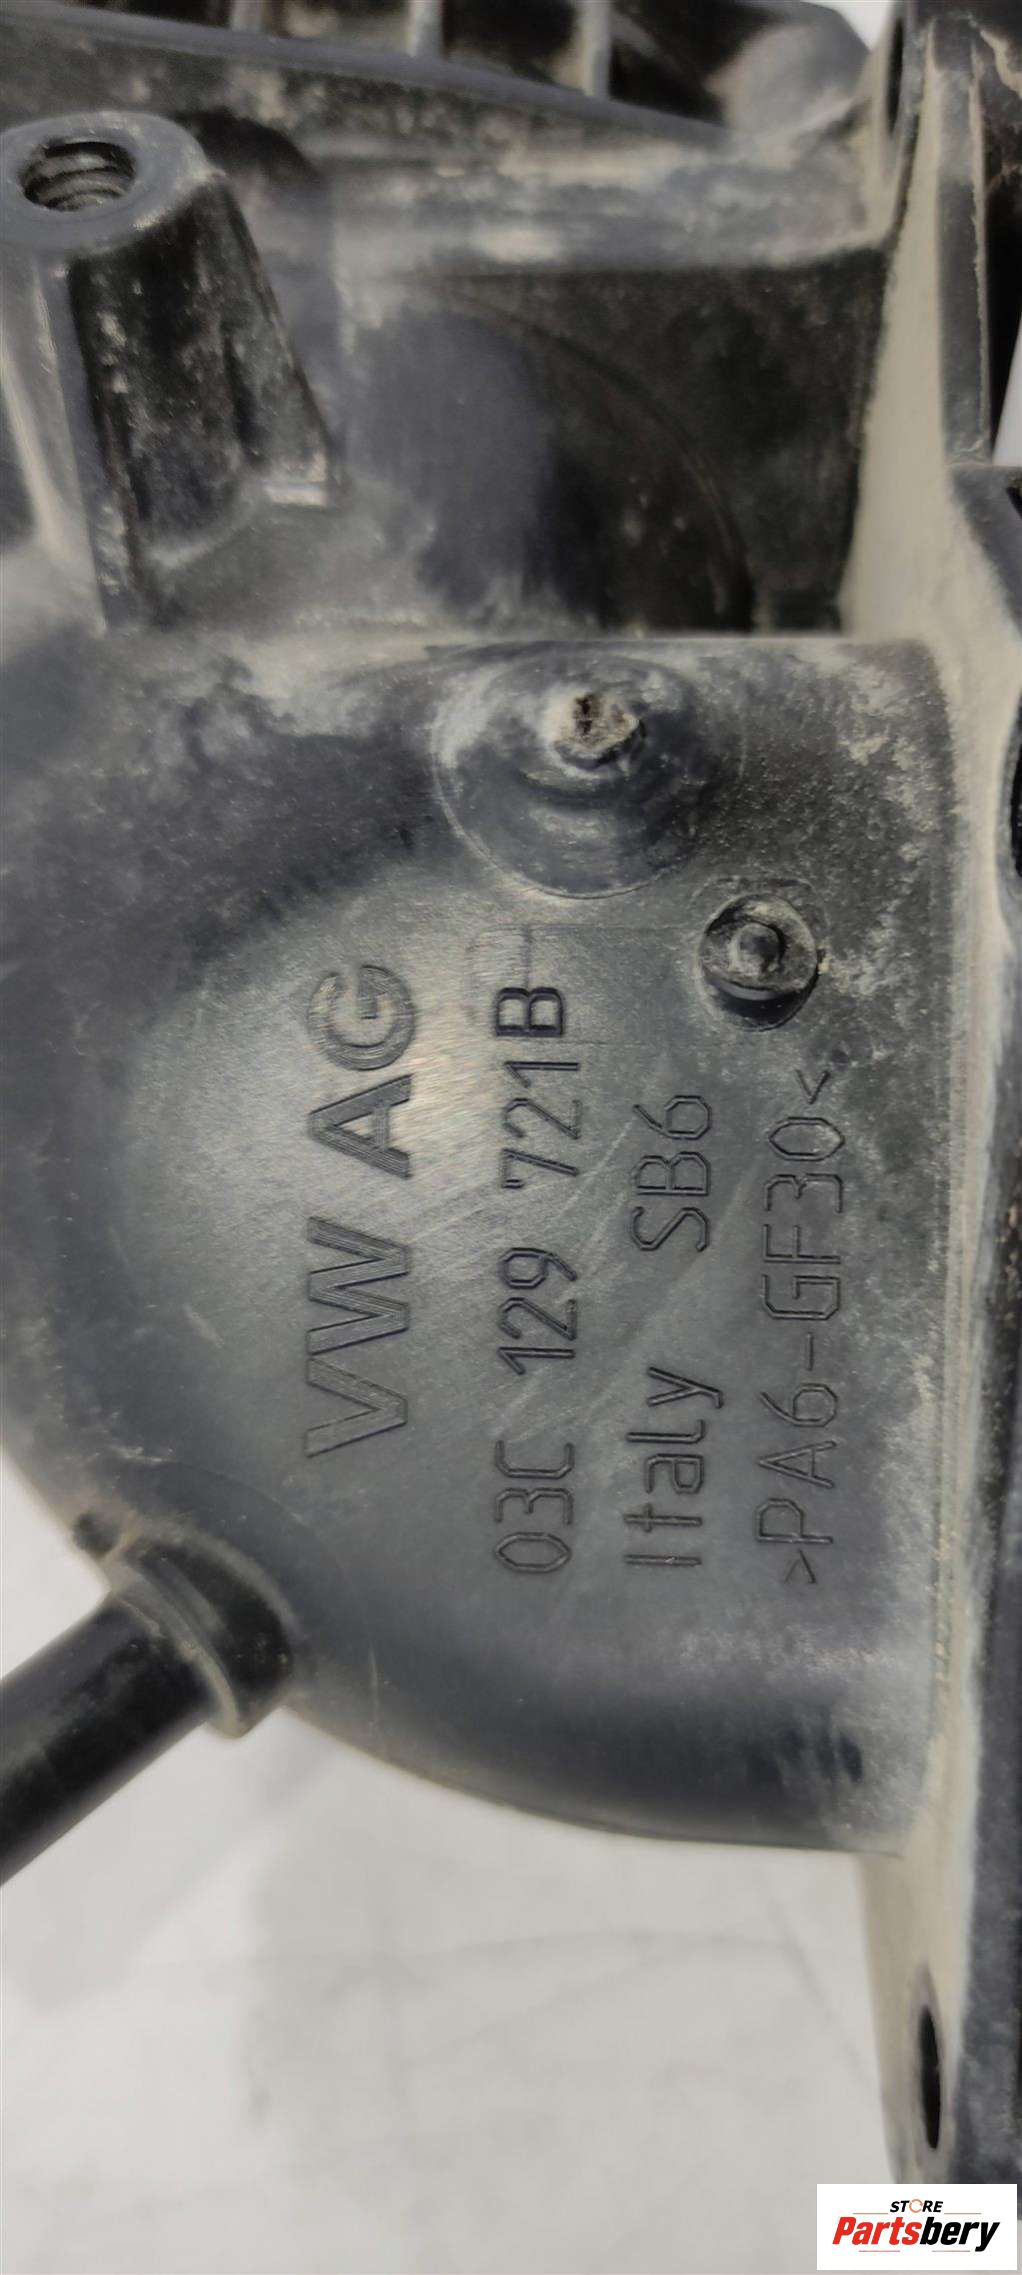 VW AG
03C 129 721B
Italy SB6
>PA6-GF30<
STORE
Partsbery